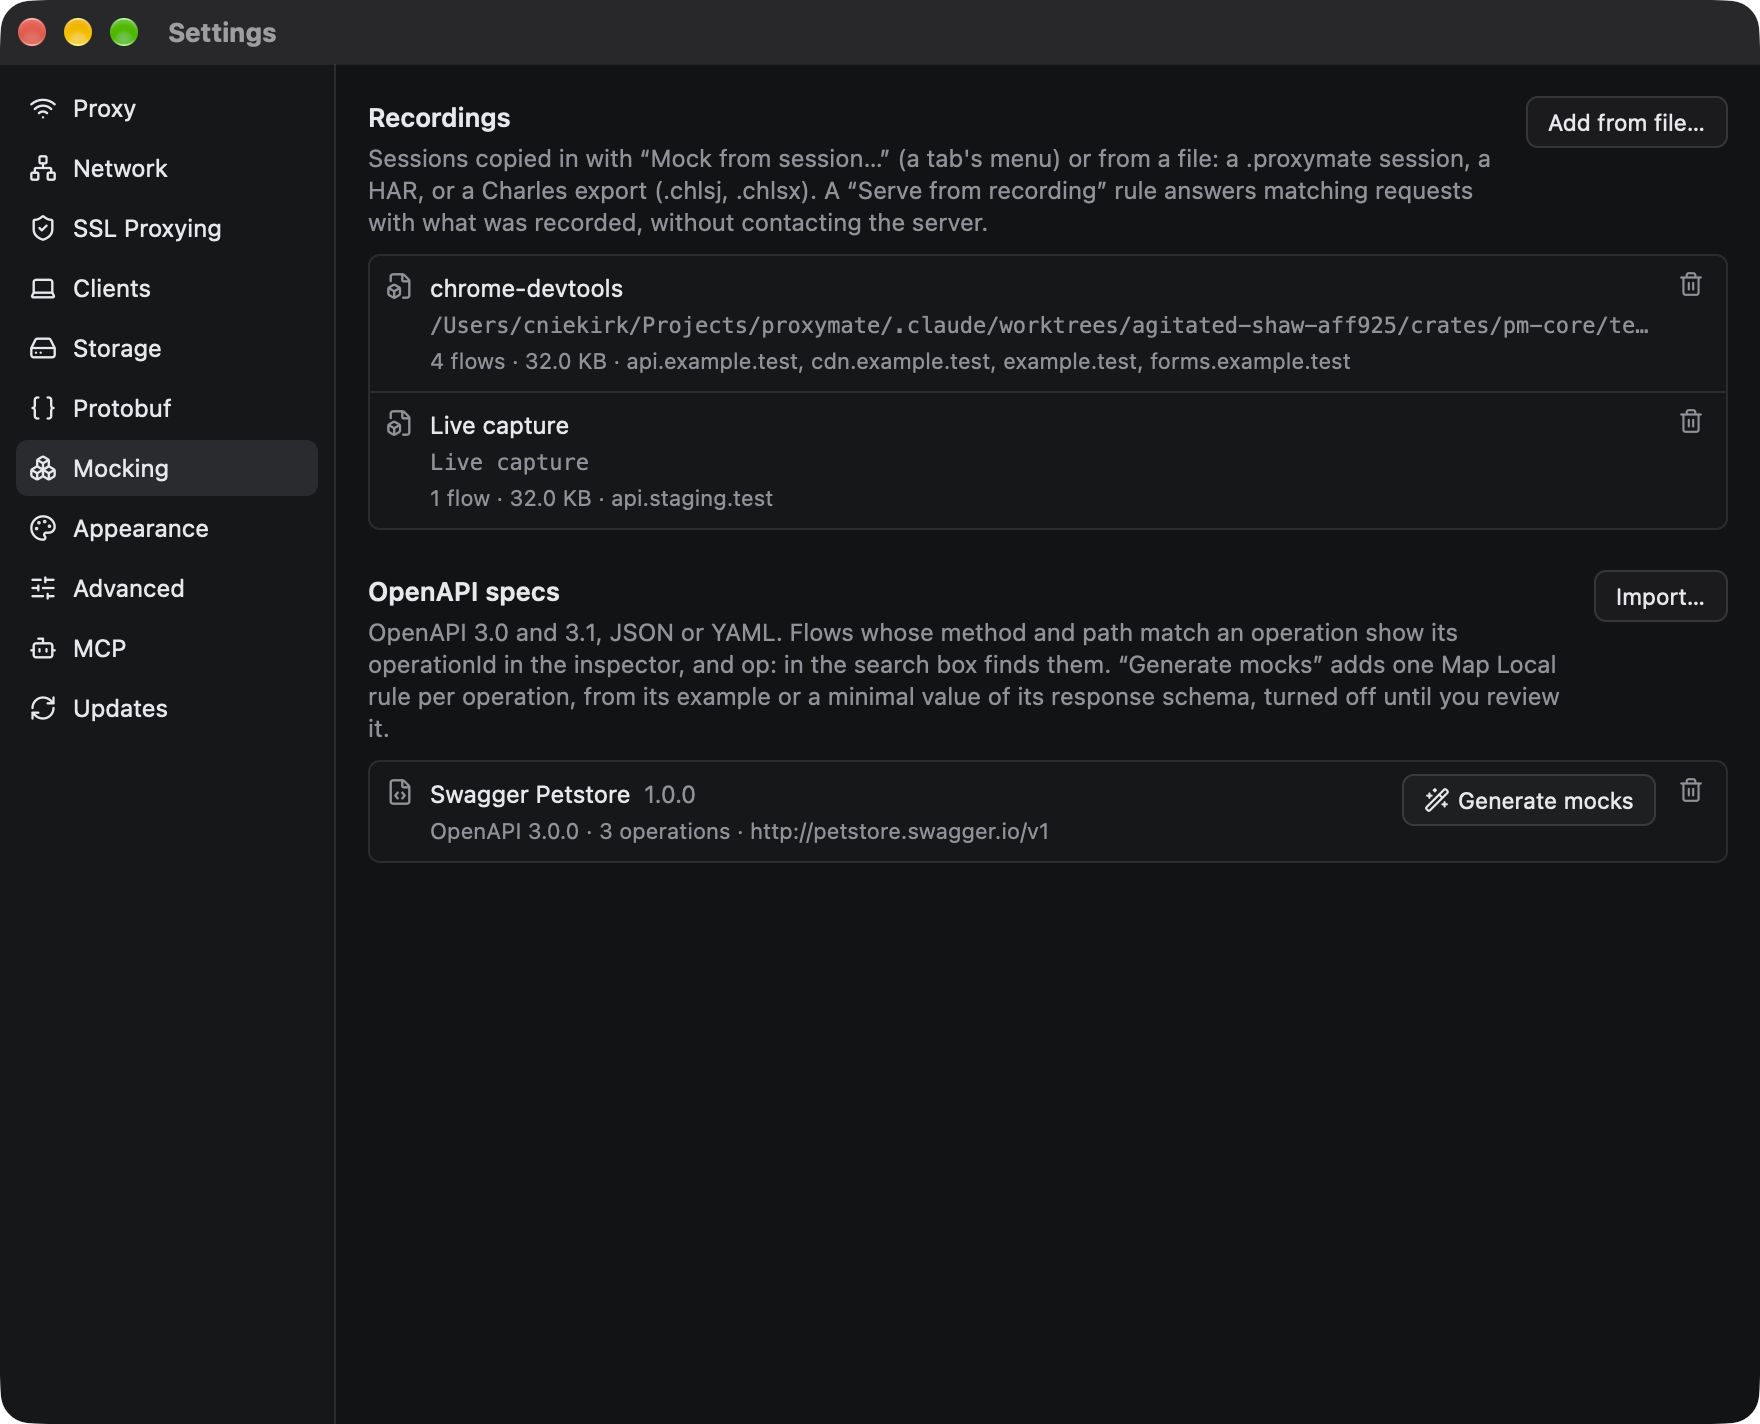 Settings
Proxy
Network
SSL Proxying
Clients
Storage
Protobuf
Mocking
Appearance
Advanced
MCP
Updates
Recordings
Add from file...
Sessions copied in with “Mock from session...” (a tab's menu) or from a file: a .proxymate session, a
HAR, or a Charles export (.chlsj, .chlsx). A “Serve from recording” rule answers matching requests
with what was recorded, without contacting the server.
chrome-devtools
/Users/cniekirk/Projects/proxymate/.claude/worktrees/agitated-shaw-aff925/crates/pm-core/te…
4 flows · 32.0 KB · api.example.test, cdn.example.test, example.test, forms.example.test
Live capture
Live capture
1 flow · 32.0 KB · api.staging.test
OpenAPI specs
Import...
OpenAPI 3.0 and 3.1, JSON or YAML. Flows whose method and path match an operation show its
operationId in the inspector, and op: in the search box finds them. “Generate mocks” adds one Map Local
rule per operation, from its example or a minimal value of its response schema, turned off until you review
it.
Swagger Petstore 1.0.0
Generate mocks
OpenAPI 3.0.0 · 3 operations · http://petstore.swagger.io/v1